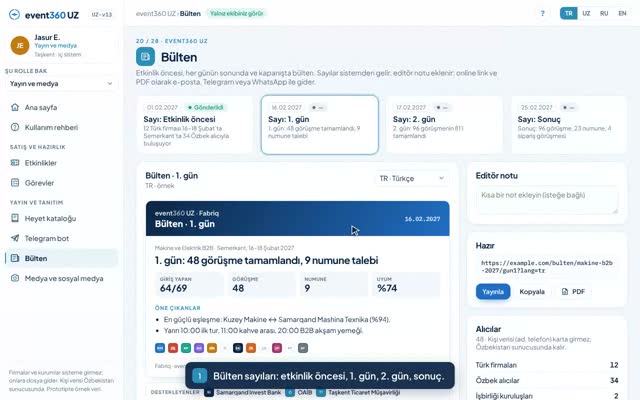 event360 UZ
UZ-v13
JE
Jasur E.
Yayın ve medya
Taşkent · iç sistem
ŞU ROLLE BAK
Yayın ve medya
Ana sayfa
Kullanım rehberi
SATIŞ VE HAZIRLIK
Etkinlikler
Görevler
YAYIN VE TANITIM
Heyet kataloğu
Telegram bot
Bülten
Medya ve sosyal medya
Firmalar ve görüşme sisteme girmez;
Prototiple örnek veri.
event360 UZ › Bülten
Yalnız ekibiniz görür
?
TR
UZ
RU
EN
20 / 28 · EVENT360 UZ
Bülten
Etkinlik öncesi, her günün sonunda ve kapanışta bülten. Sayılar sistemden gelir, editör notu eklenir; online link ve
PDF olarak e-posta, Telegram veya WhatsApp ile gider.
01.02.2027
Gönderildi
Sayı: Etkinlik öncesi
12 Türk firması 16-18 Şubat'ta
Semerkant'ta 34 Özbek alıcıyla
buluşuyor
16.02.2027
—
Sayı: 1. gün
1. gün: 48 görüşme tamamlandı, 9
numune talebi
17.02.2027
—
Sayı: 2. gün
2. gün: 96 görüşmenin 811
tamamlandı
25.02.2027
—
Sayı: Sonuç
Sonuç: 96 görüşme, 23 numune, 4
sipariş görüşmesi
Bülten · 1. gün
TR · örnek
TR · Türkçe
event360 UZ · Fabriq
Bülten · 1. gün
16.02.2027
Makine ve Elektrik B2B · Semerkant, 16-18 Şubat 2027
1. gün: 48 görüşme tamamlandı, 9 numune talebi
GİRİŞ YAPAN
64/69
GÖRÜŞME
48
NUMUNE
9
UYUM
%74
ÖNE ÇIKANLAR
• En güçlü eşleşme: Kuzey Makine ↔ Samarqand Mashina Texnika (%94).
• Yarın 10:00 ilk tur, 11:00 kahve arası, 20:00 B2B akşam yemeği.
DESTEKLEYENLER
Samarqand Invest Bank
OAİB
Taşkent Ticaret Müşavirliği
1
Bülten sayıları: etkinlik öncesi, 1. gün, 2. gün, sonuç.
Editör notu
Kısa bir not ekleyin (isteğe bağlı)
Hazır
https://example.com/bulten/makine-b2b
-2027/gun1?lang=tr
Yayınla
Kopyala
PDF
Alıcılar
48 · Kişi verisi (ad, telefon) karta girmez;
Özbekistan sunucusunda kalır.
Türk firmaları
12
Özbek alıcılar
34
İşbirliği kuruluşları
2